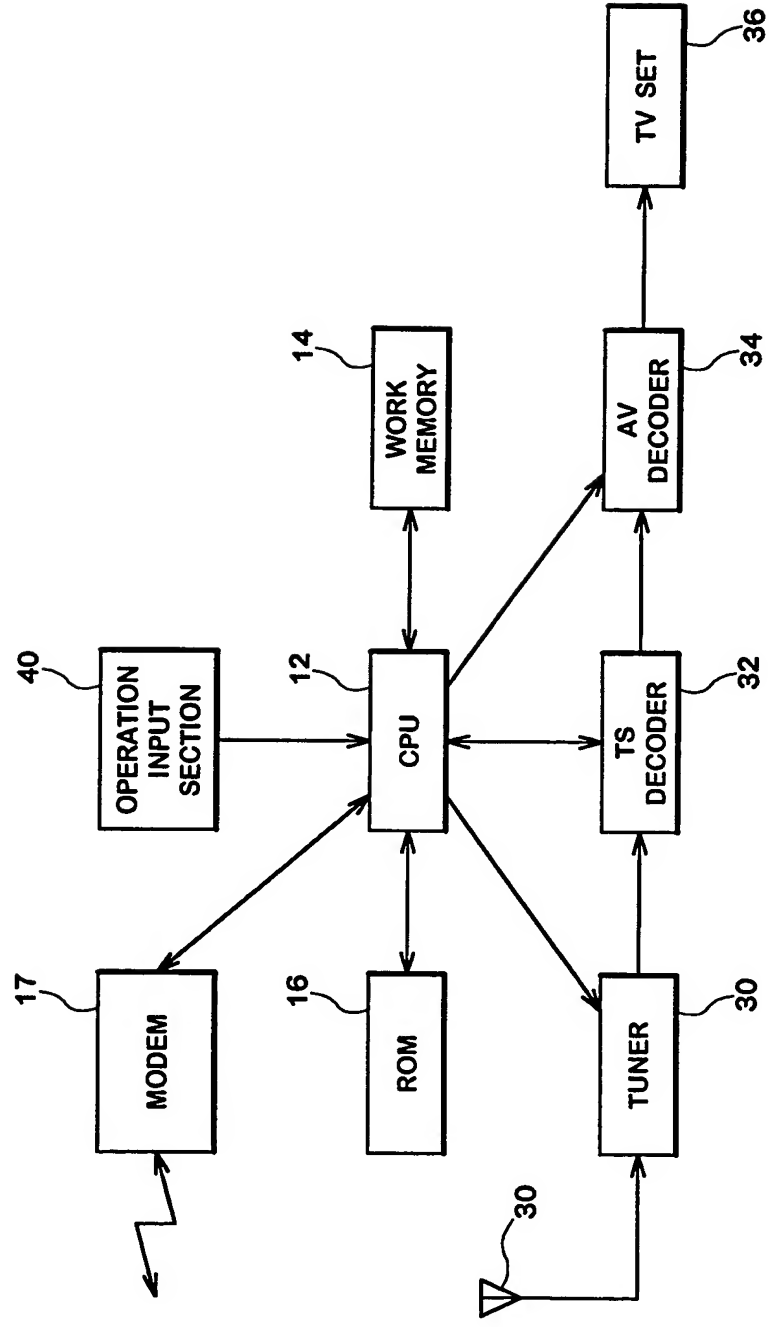 17
MODEM
40
OPERATION
INPUT
SECTION
16
ROM
12
CPU
14
WORK
MEMORY
30
TUNER
30
TS
DECODER
32
AV
DECODER
34
TV SET
36